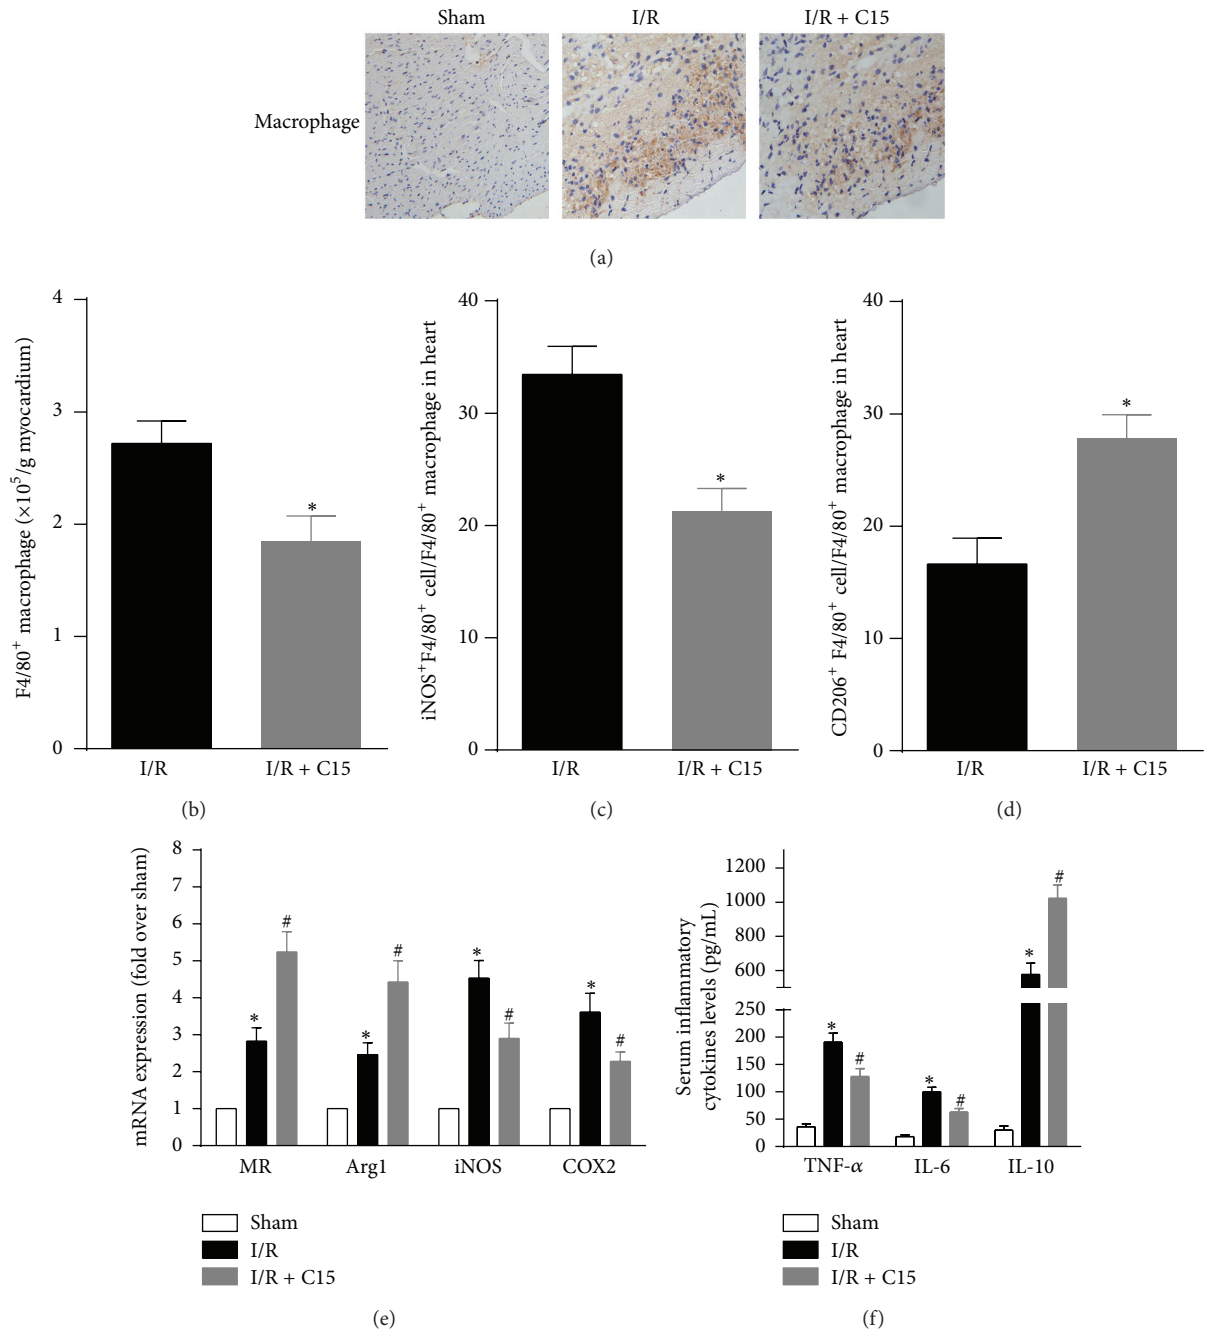 Sham I/R I/R + C15
Macrophage
(a)
F4/80⁺ macrophage (×10⁵/g myocardium)
4
3
2
1
0
*
I/R I/R + C15
(b)
iNOS⁺F4/80⁺ cell/F4/80⁺ macrophage in heart
40
30
20
10
0
*
I/R I/R + C15
(c)
CD206⁺ F4/80⁺ cell/F4/80⁺ macrophage in heart
40
30
20
10
0
*
I/R I/R + C15
(d)
mRNA expression (fold over sham)
8
7
6
5
4
3
2
1
0
* # * # * # * #
MR Arg1 iNOS COX2
Sham
I/R
I/R + C15
(e)
Serum inflammatory
cytokines levels (pg/mL)
1200
1000
800
600
250
200
150
100
50
0
* # * # * #
TNF-α IL-6 IL-10
Sham
I/R
I/R + C15
(f)